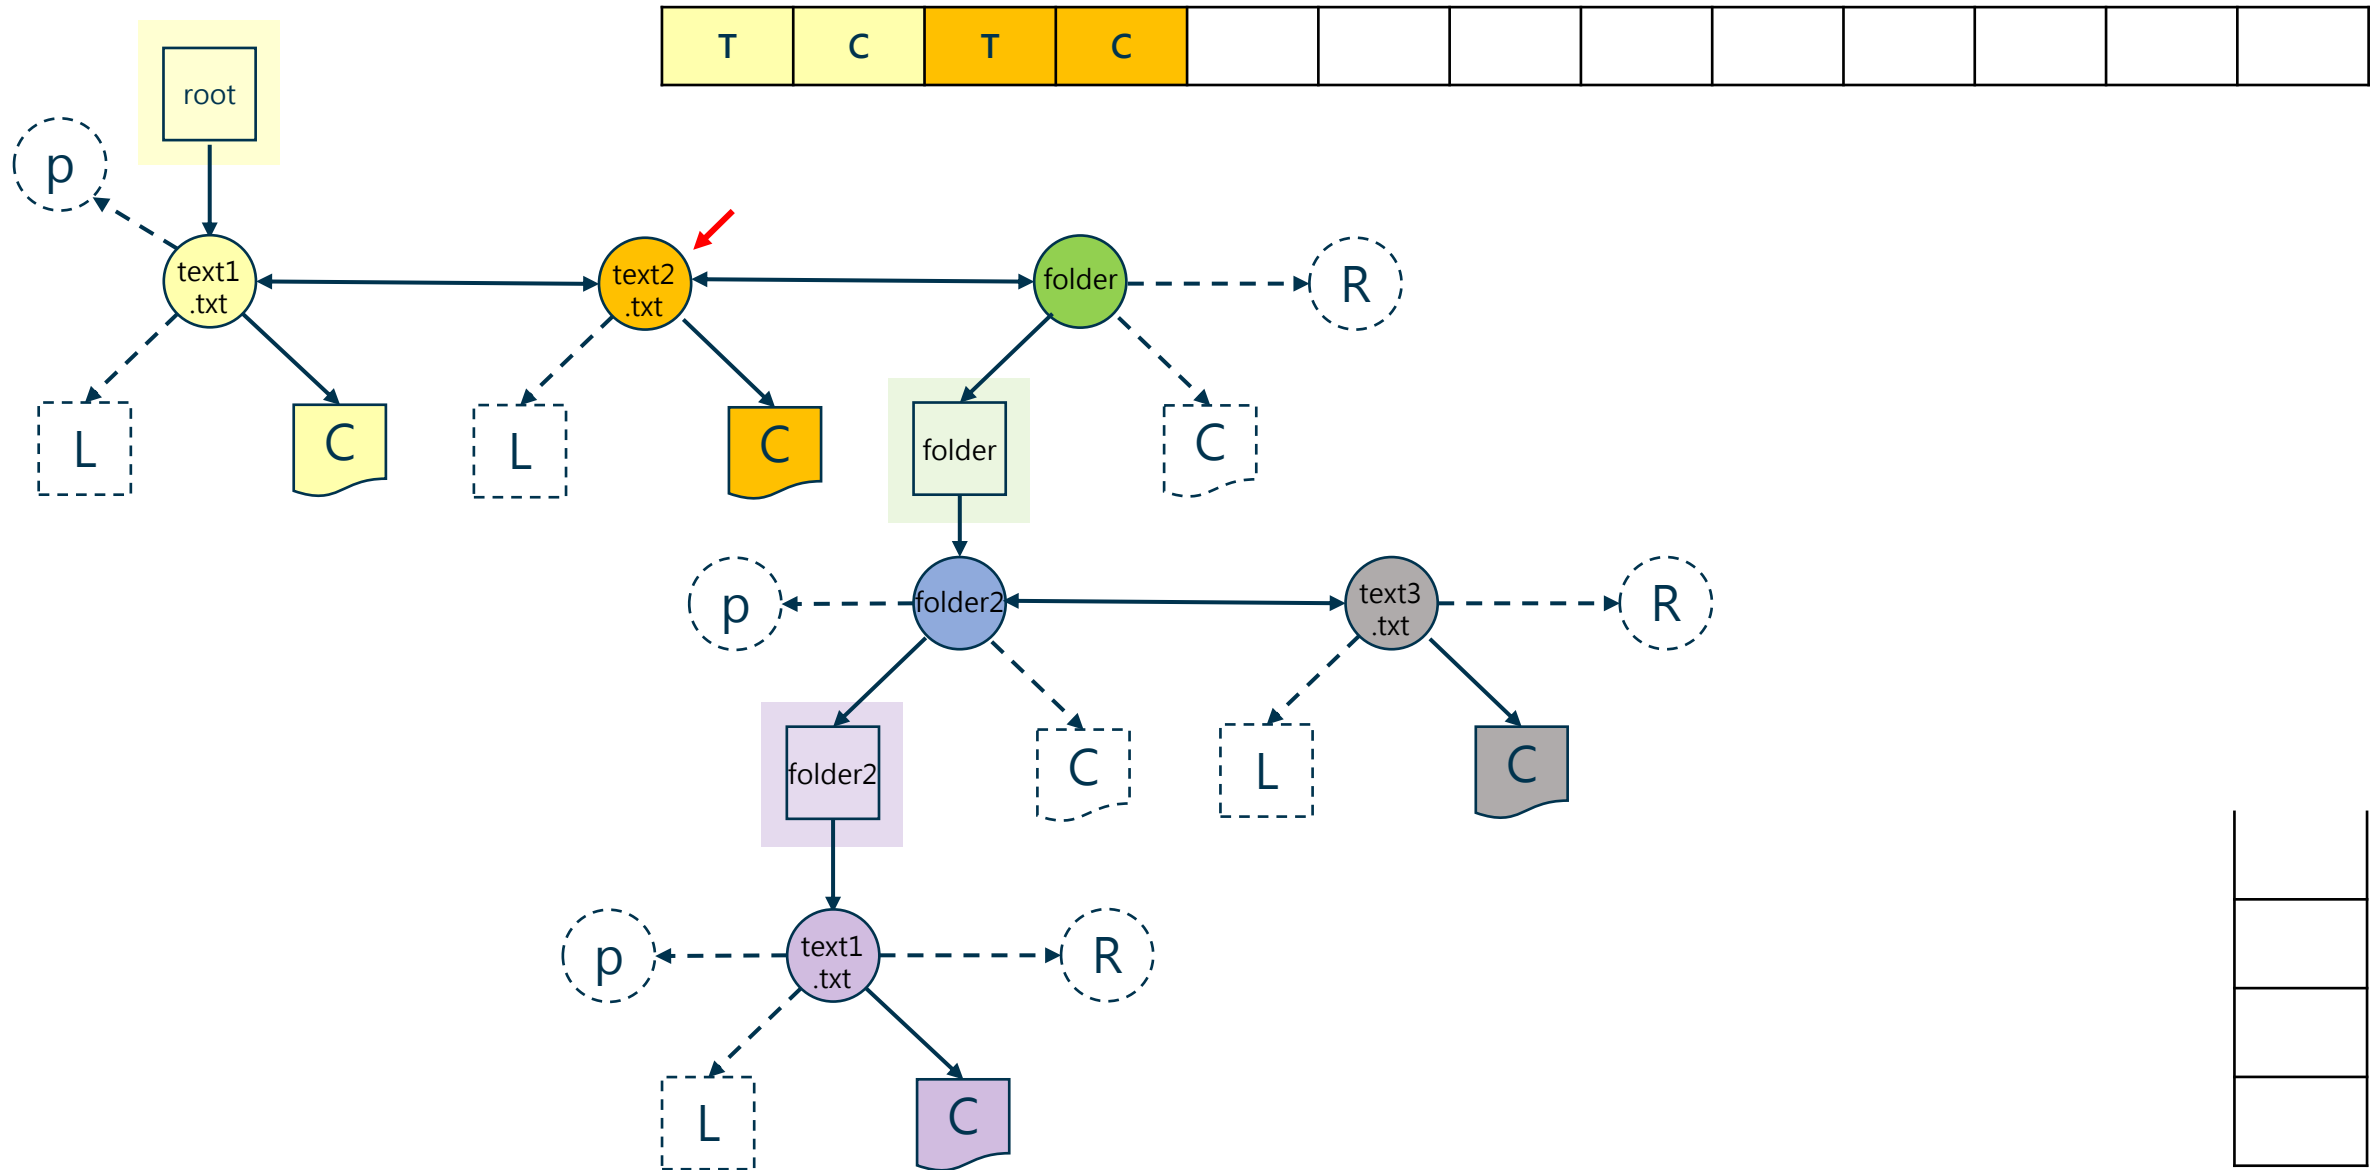 T C T C
root
p
text1
.txt
text2
.txt
folder
R
L
C
L
C
folder
C
p
folder2
text3
.txt
R
folder2
C
L
C
p
text1
.txt
R
L
C